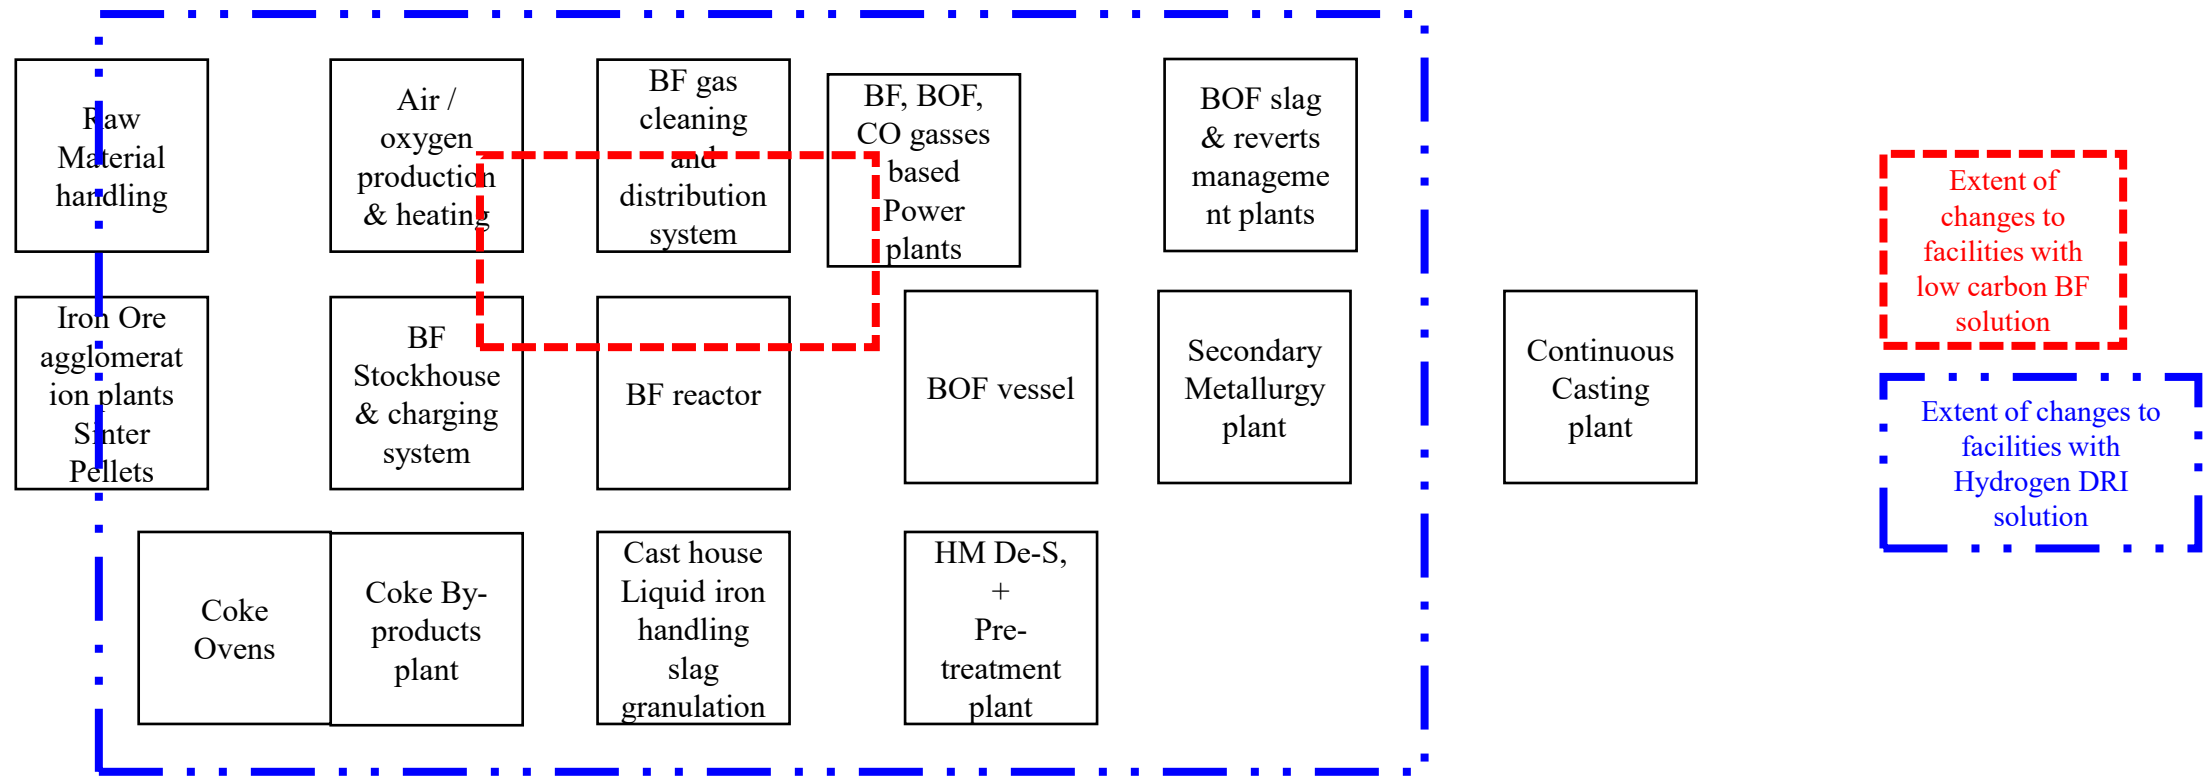 Raw
Material
handling
Air /
oxygen
production
& heating
BF gas
cleaning
and
distribution
system
BF, BOF,
CO gasses
based
Power
plants
BOF slag
& reverts
manageme
nt plants
Extent of
changes to
facilities with
low carbon BF
solution
Iron Ore
agglomerat
ion plants
Sinter
Pellets
BF
Stockhouse
& charging
system
BF reactor
BOF vessel
Secondary
Metallurgy
plant
Continuous
Casting
plant
Extent of changes to
facilities with
Hydrogen DRI
solution
Coke
Ovens
Coke By-
products
plant
Cast house
Liquid iron
handling
slag
granulation
HM De-S,
+
Pre-
treatment
plant